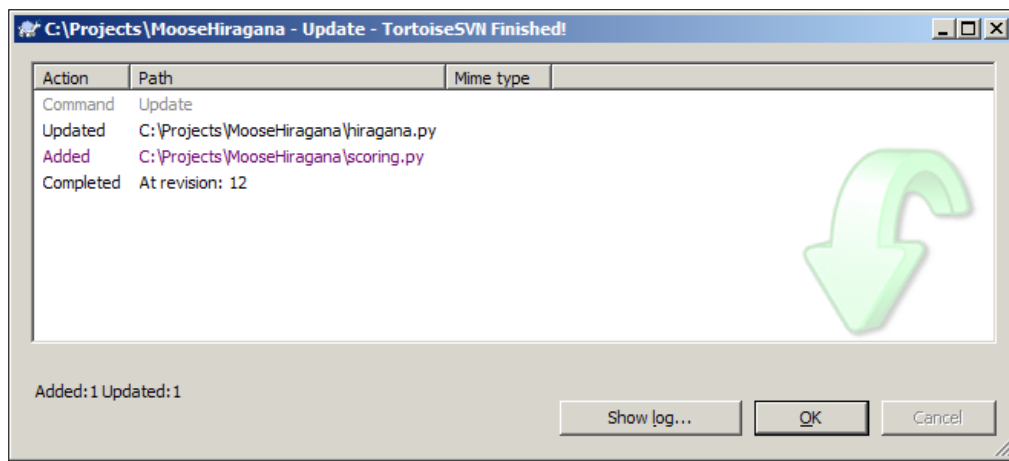 C:\Projects\MooseHiragana - Update - TortoiseSVN Finished!
Action Path Mime type
Command Update
Updated C:\Projects\MooseHiragana\hiragana.py
Added C:\Projects\MooseHiragana\scoring.py
Completed At revision: 12
Added:1 Updated:1
Show log... OK Cancel